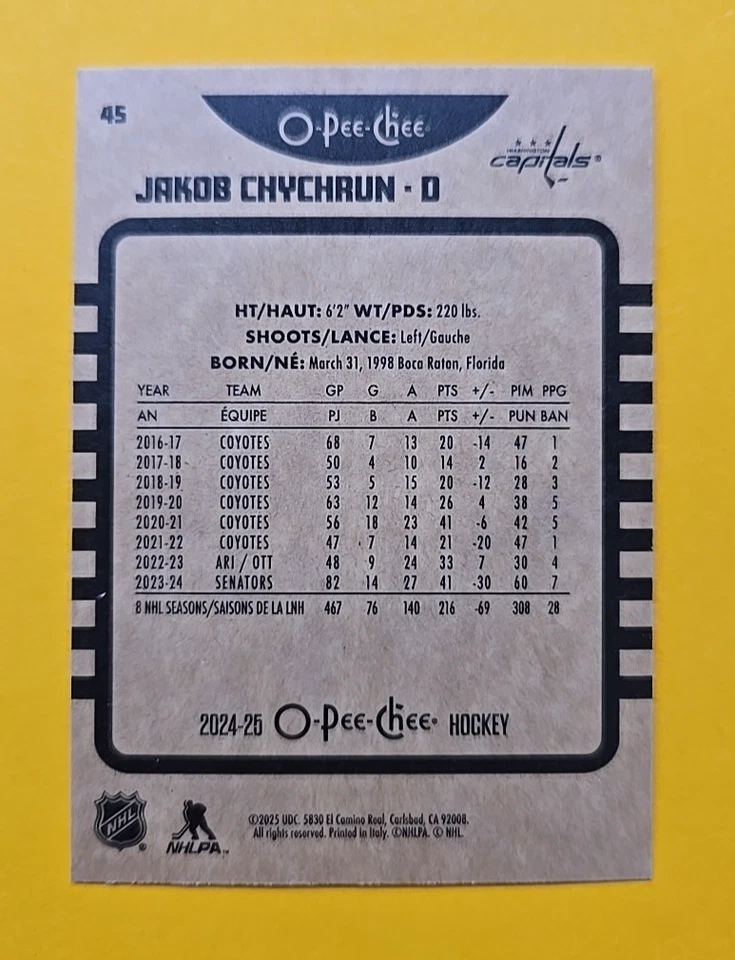 45
O-Pee-Chee
WASHINGTON
capitals®
JAKOB CHYCHRUN - D
HT/HAUT: 6'2" WT/PDS: 220 lbs.
SHOOTS/LANCE: Left/Gauche
BORN/NÉ: March 31, 1998 Boca Raton, Florida
YEAR TEAM GP G A PTS +/- PIM PPG
AN ÉQUIPE PJ B A PTS +/- PUN BAN
2016-17 COYOTES 68 7 13 20 -14 47 1
2017-18 COYOTES 50 4 10 14 2 16 2
2018-19 COYOTES 53 5 15 20 -12 28 3
2019-20 COYOTES 63 12 14 26 4 38 5
2020-21 COYOTES 56 18 23 41 -6 42 5
2021-22 COYOTES 47 7 14 21 -20 47 1
2022-23 ARI / OTT 48 9 24 33 7 30 4
2023-24 SENATORS 82 14 27 41 -30 60 7
8 NHL SEASONS/SAISONS DE LA LNH 467 76 140 216 -69 308 28
2024-25 O-Pee-Chee® HOCKEY
NHL®
NHLPA™
©2025 UDC. 5830 El Camino Real, Carlsbad, CA 92008.
All rights reserved. Printed in Italy. ©NHLPA. © NHL.